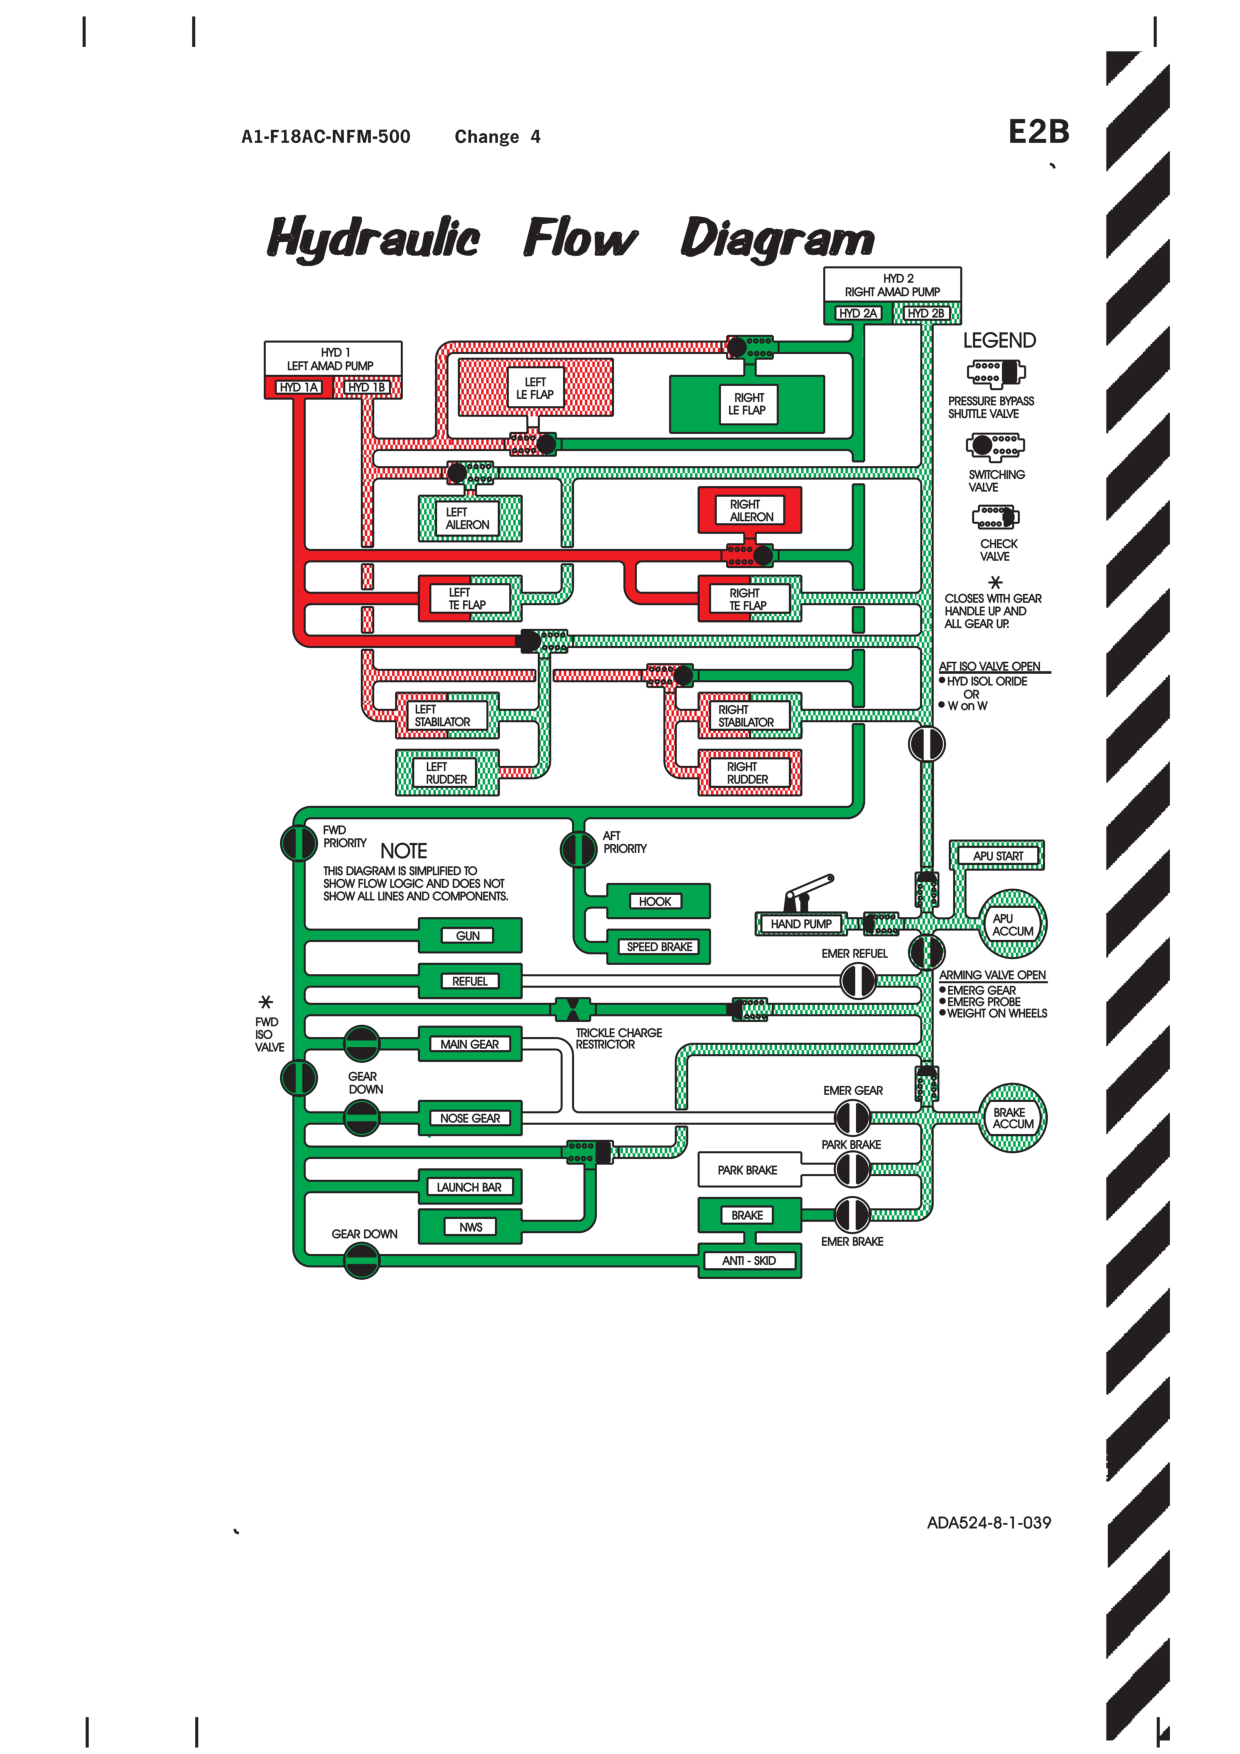 A1-F18AC-NFM-500 Change 4
E2B
Hydraulic Flow Diagram
HYD 2
RIGHT AMAD PUMP
HYD 2A
HYD 2B
HYD 1
LEFT AMAD PUMP
HYD 1A
HYD 1B
LEFT
LE FLAP
RIGHT
LE FLAP
LEGEND
PRESSURE BYPASS
SHUTTLE VALVE
SWITCHING
VALVE
CHECK
VALVE
*
CLOSES WITH GEAR
HANDLE UP AND
ALL GEAR UP.
LEFT
AILERON
RIGHT
AILERON
LEFT
TE FLAP
RIGHT
TE FLAP
AFT ISO VALVE OPEN
● HYD ISOL ORIDE
OR
● W on W
LEFT
STABILATOR
RIGHT
STABILATOR
LEFT
RUDDER
RIGHT
RUDDER
FWD
PRIORITY
NOTE
THIS DIAGRAM IS SIMPLIFIED TO
SHOW FLOW LOGIC AND DOES NOT
SHOW ALL LINES AND COMPONENTS.
AFT
PRIORITY
APU START
HOOK
HAND PUMP
APU
ACCUM
GUN
SPEED BRAKE
EMER REFUEL
REFUEL
ARMING VALVE OPEN
● EMERG GEAR
● EMERG PROBE
● WEIGHT ON WHEELS
*
FWD
ISO
VALVE
TRICKLE CHARGE
RESTRICTOR
MAIN GEAR
GEAR
DOWN
EMER GEAR
NOSE GEAR
BRAKE
ACCUM
PARK BRAKE
PARK BRAKE
LAUNCH BAR
BRAKE
NWS
GEAR DOWN
EMER BRAKE
ANTI - SKID
ADA524-8-1-039